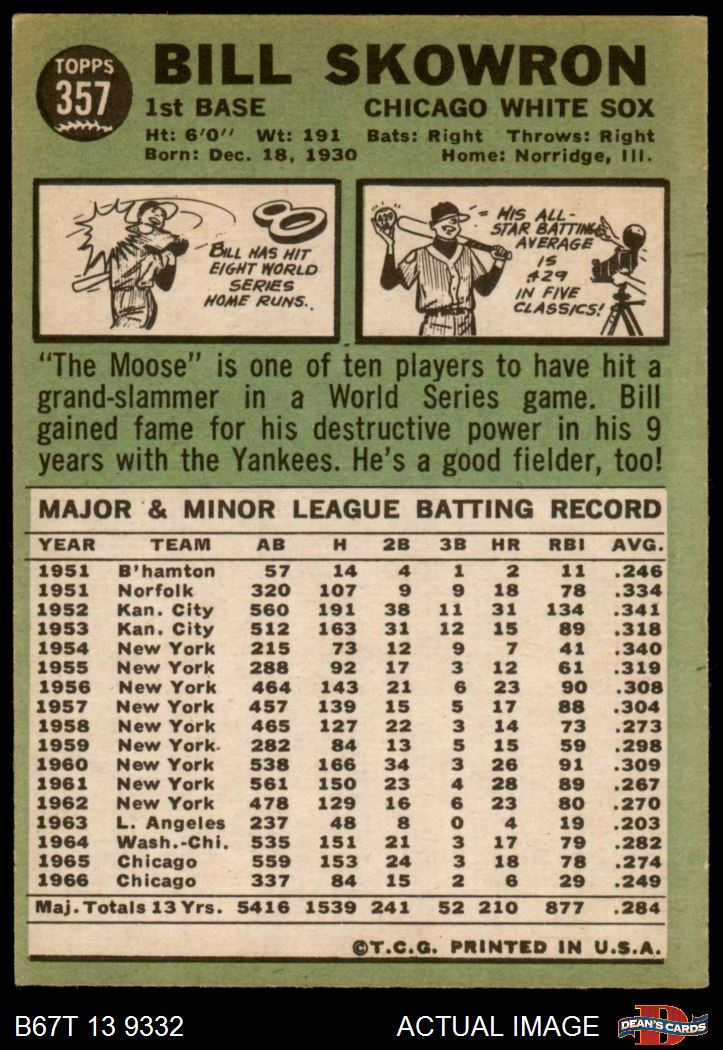 TOPPS
357
BILL SKOWRON
1st BASE CHICAGO WHITE SOX
Ht: 6'0" Wt: 191 Bats: Right Throws: Right
Born: Dec. 18, 1930 Home: Norridge, Ill.
BILL HAS HIT
EIGHT WORLD
SERIES
HOME RUNS..
429
HIS ALL-
STAR BATTING
AVERAGE
IS
.429
IN FIVE
CLASSICS!
"The Moose" is one of ten players to have hit a
grand-slammer in a World Series game. Bill
gained fame for his destructive power in his 9
years with the Yankees. He's a good fielder, too!
MAJOR & MINOR LEAGUE BATTING RECORD
YEAR TEAM AB H 2B 3B HR RBI AVG.
1951 B'hamton 57 14 4 1 2 11 .246
1951 Norfolk 320 107 9 9 18 78 .334
1952 Kan. City 560 191 38 11 31 134 .341
1953 Kan. City 512 163 31 12 15 89 .318
1954 New York 215 73 12 9 7 41 .340
1955 New York 288 92 17 3 12 61 .319
1956 New York 464 143 21 6 23 90 .308
1957 New York 457 139 15 5 17 88 .304
1958 New York 465 127 22 3 14 73 .273
1959 New York 282 84 13 5 15 59 .298
1960 New York 538 166 34 3 26 91 .309
1961 New York 561 150 23 4 28 89 .267
1962 New York 478 129 16 6 23 80 .270
1963 L. Angeles 237 48 8 0 4 19 .203
1964 Wash.-Chi. 535 151 21 3 17 79 .282
1965 Chicago 559 153 24 3 18 78 .274
1966 Chicago 337 84 15 2 6 29 .249
Maj. Totals 13 Yrs. 5416 1539 241 52 210 877 .284
©T.C.G. PRINTED IN U.S.A.
B67T 13 9332 ACTUAL IMAGE
D
DEAN'S CARDS